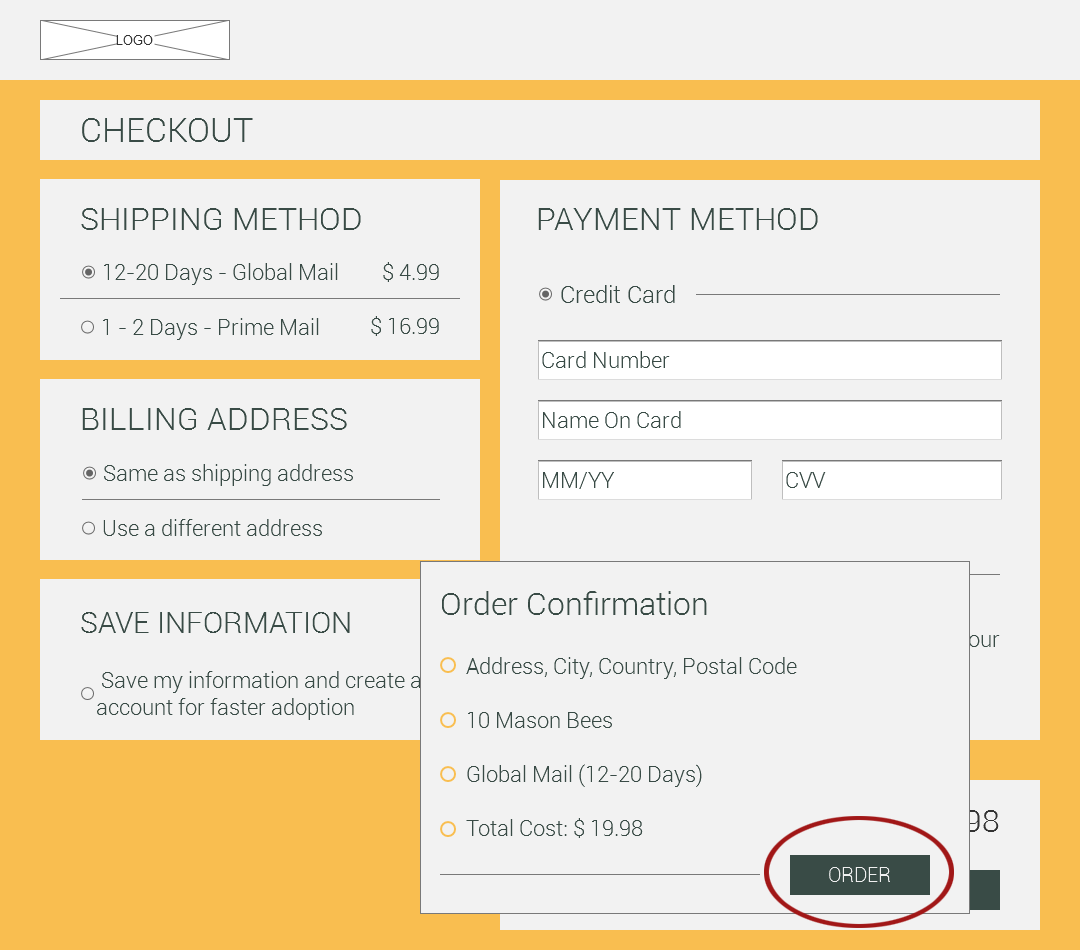 LOGO
CHECKOUT
SHIPPING METHOD
12-20 Days - Global Mail $ 4.99
1 - 2 Days - Prime Mail $ 16.99
PAYMENT METHOD
Credit Card
Card Number
Name On Card
MM/YY CVV
BILLING ADDRESS
Same as shipping address
Use a different address
SAVE INFORMATION
Save my information and create a
account for faster adoption
Order Confirmation
Address, City, Country, Postal Code
10 Mason Bees
Global Mail (12-20 Days)
Total Cost: $ 19.98
ORDER
our
98